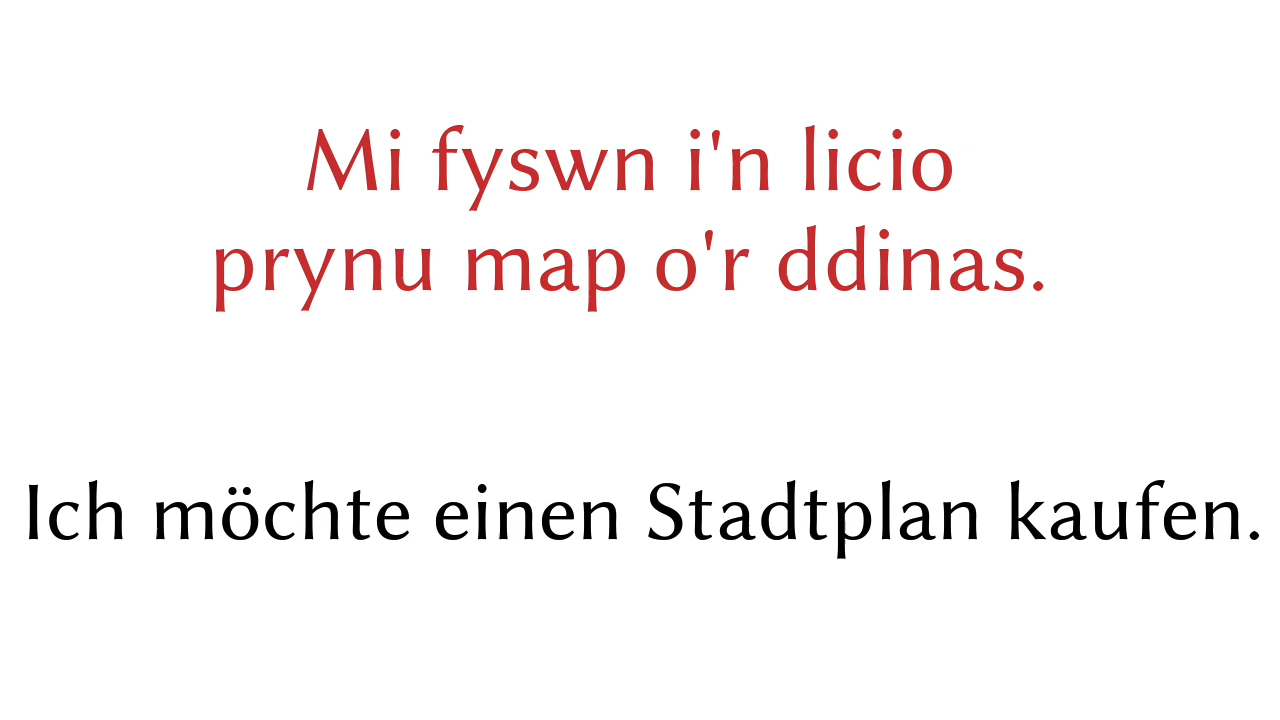 Mi fyswn i'n licio
prynu map o'r ddinas.
Ich möchte einen Stadtplan kaufen.